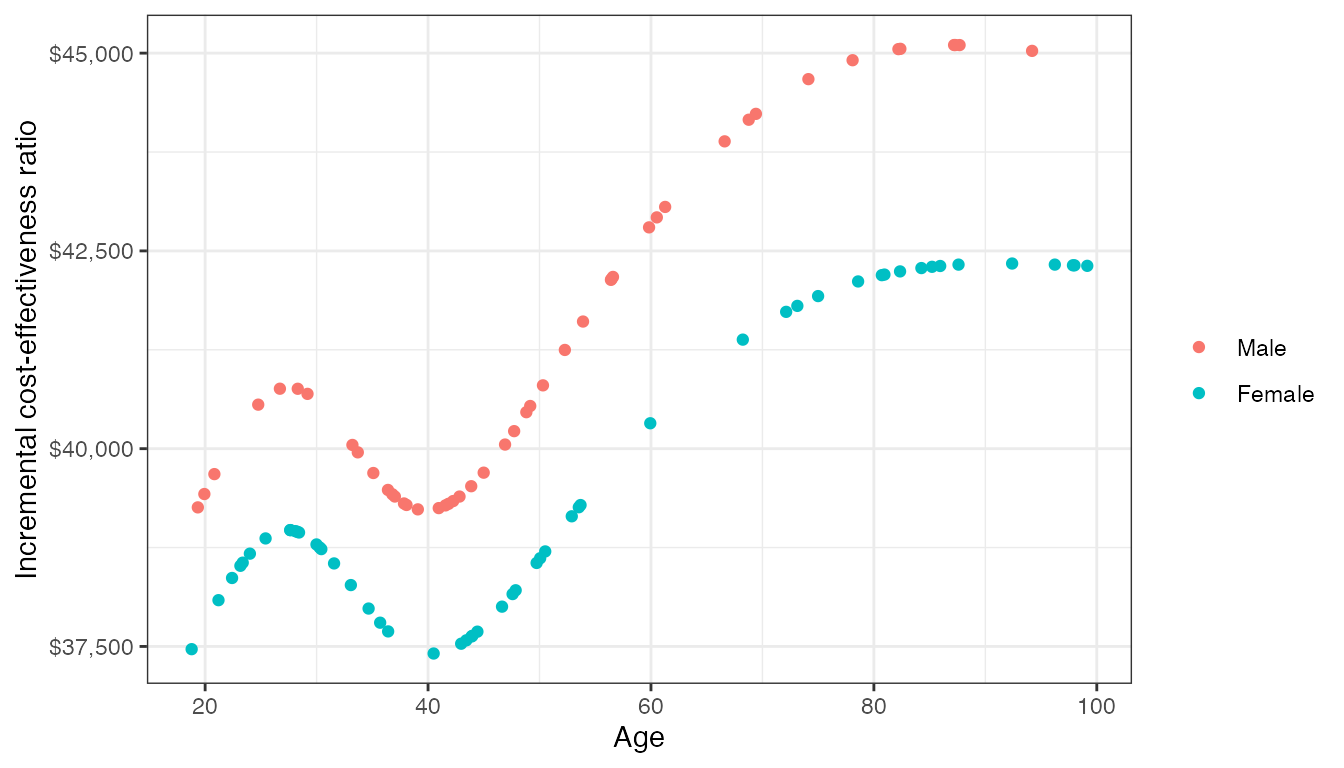 Incremental cost-effectiveness ratio
$45,000
$42,500
$40,000
$37,500
20 40 60 80 100
Age
Male
Female